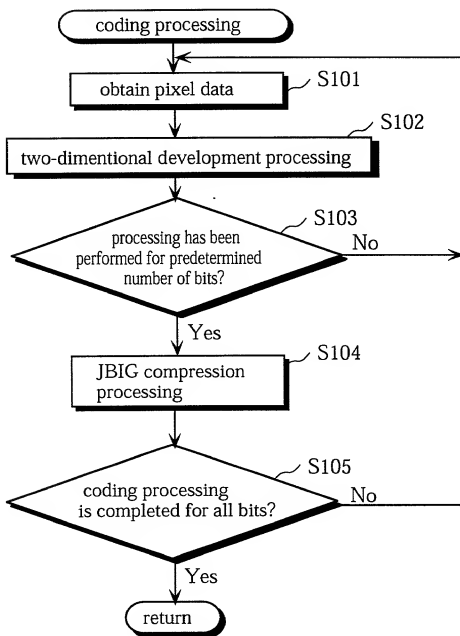 coding processing
obtain pixel data
S101
S102
two-dimentional development processing
S103
processing has been
performed for predetermined
number of bits?
No
Yes
S104
JBIG compression
processing
S105
coding processing
is completed for all bits?
No
Yes
return